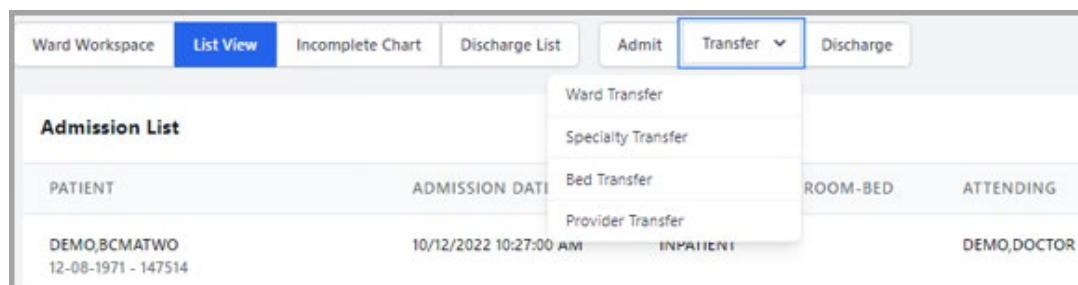 Ward Workspace List View Incomplete Chart Discharge List Admit Transfer Discharge
Ward Transfer
Admission List
Specialty Transfer
PATIENT ADMISSION DATE Bed Transfer ROOM-BED ATTENDING
Provider Transfer
DEMO,BCMATWO 10/12/2022 10:27:00 AM INPATIENT DEMO,DOCTOR
12-08-1971 - 147514